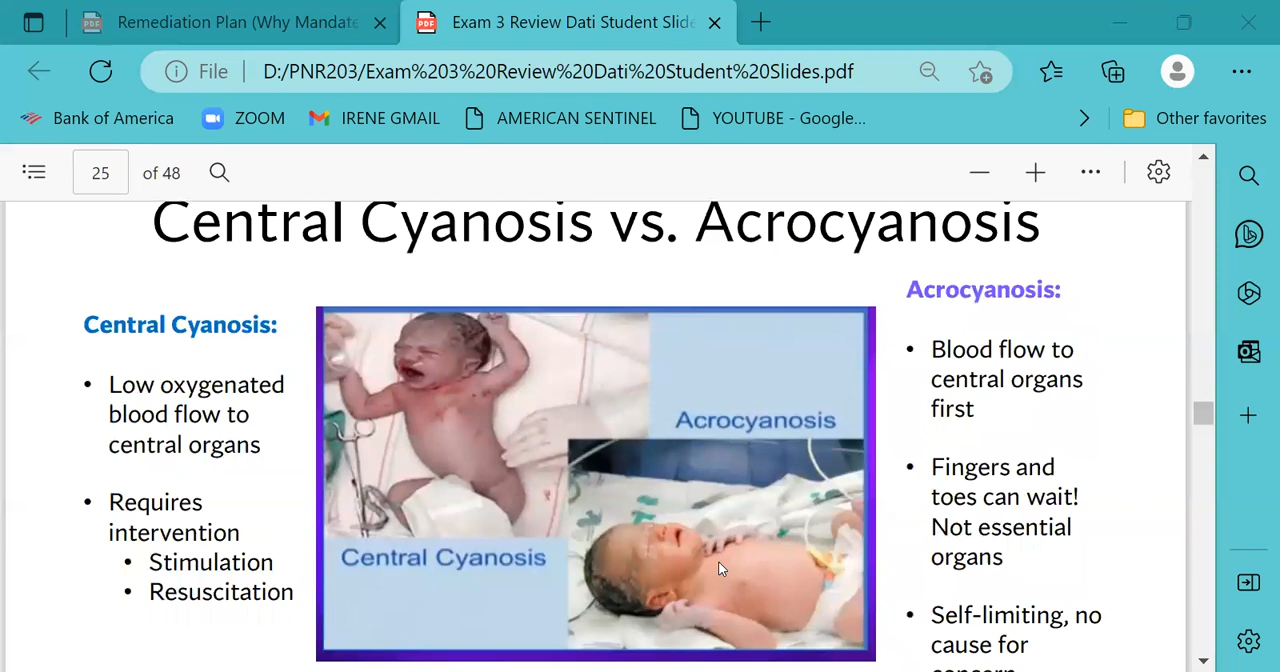 Remediation Plan (Why Mandate
Exam 3 Review Dati Student Slide
File
D:/PNR203/Exam%203%20Review%20Dati%20Student%20Slides.pdf
Bank of America
ZOOM
IRENE GMAIL
AMERICAN SENTINEL
YOUTUBE - Google...
Other favorites
25
of 48
Central Cyanosis vs. Acrocyanosis
Central Cyanosis:
• Low oxygenated
blood flow to
central organs
• Requires
intervention
• Stimulation
• Resuscitation
Acrocyanosis
Central Cyanosis
Acrocyanosis:
• Blood flow to
central organs
first
• Fingers and
toes can wait!
Not essential
organs
• Self-limiting, no
cause for
concern